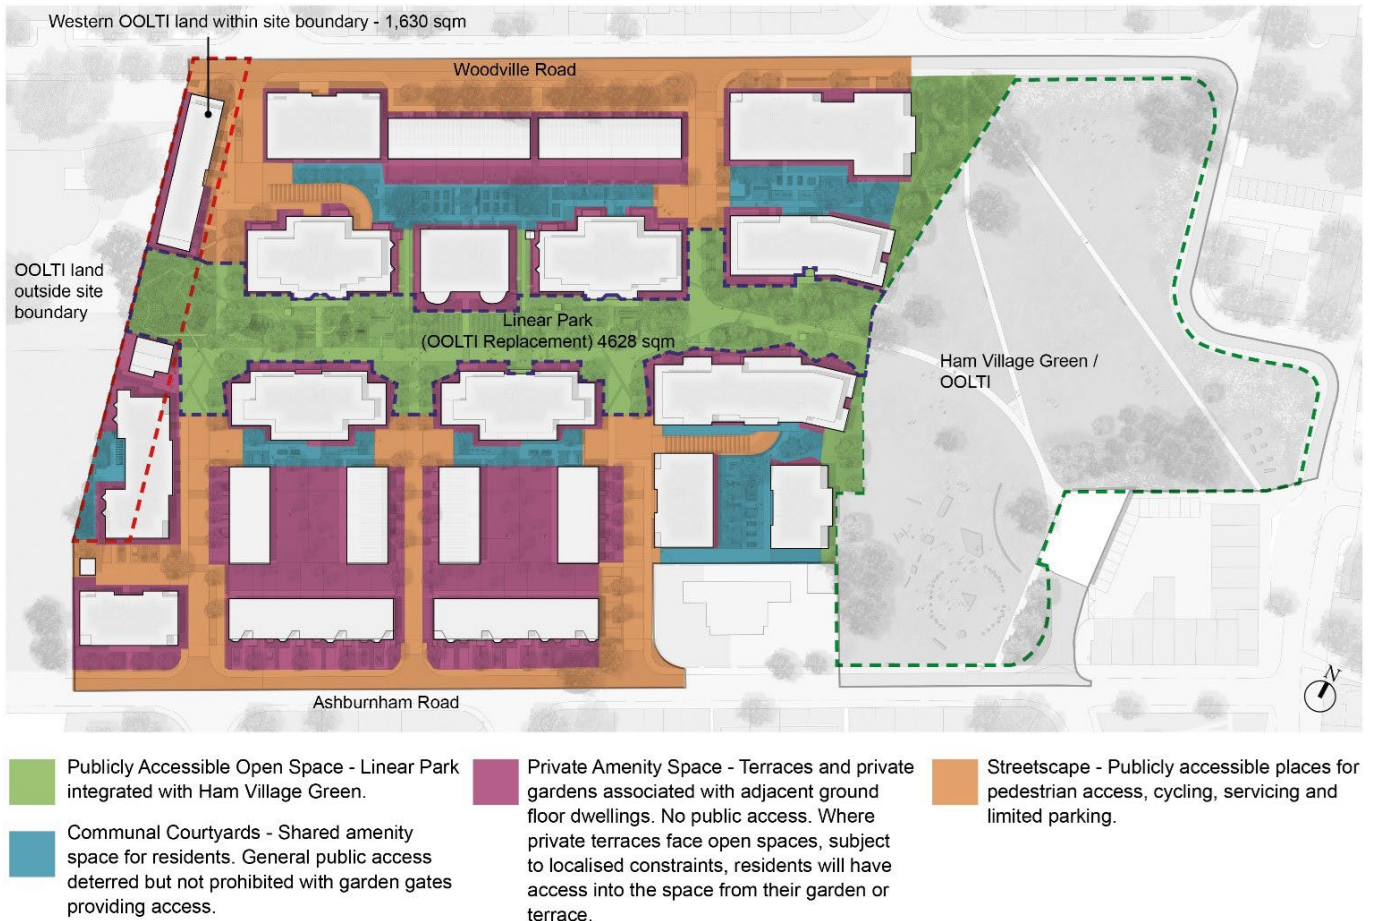 Western OOLTI land within site boundary - 1,630 sqm
Woodville Road
OOLTI land
outside site
boundary
Linear Park
(OOLTI Replacement) 4628 sqm
Ham Village Green /
OOLTI
Ashburnham Road
N
Publicly Accessible Open Space - Linear Park
integrated with Ham Village Green.
Communal Courtyards - Shared amenity
space for residents. General public access
deterred but not prohibited with garden gates
providing access.
Private Amenity Space - Terraces and private
gardens associated with adjacent ground
floor dwellings. No public access. Where
private terraces face open spaces, subject
to localised constraints, residents will have
access into the space from their garden or
terrace.
Streetscape - Publicly accessible places for
pedestrian access, cycling, servicing and
limited parking.